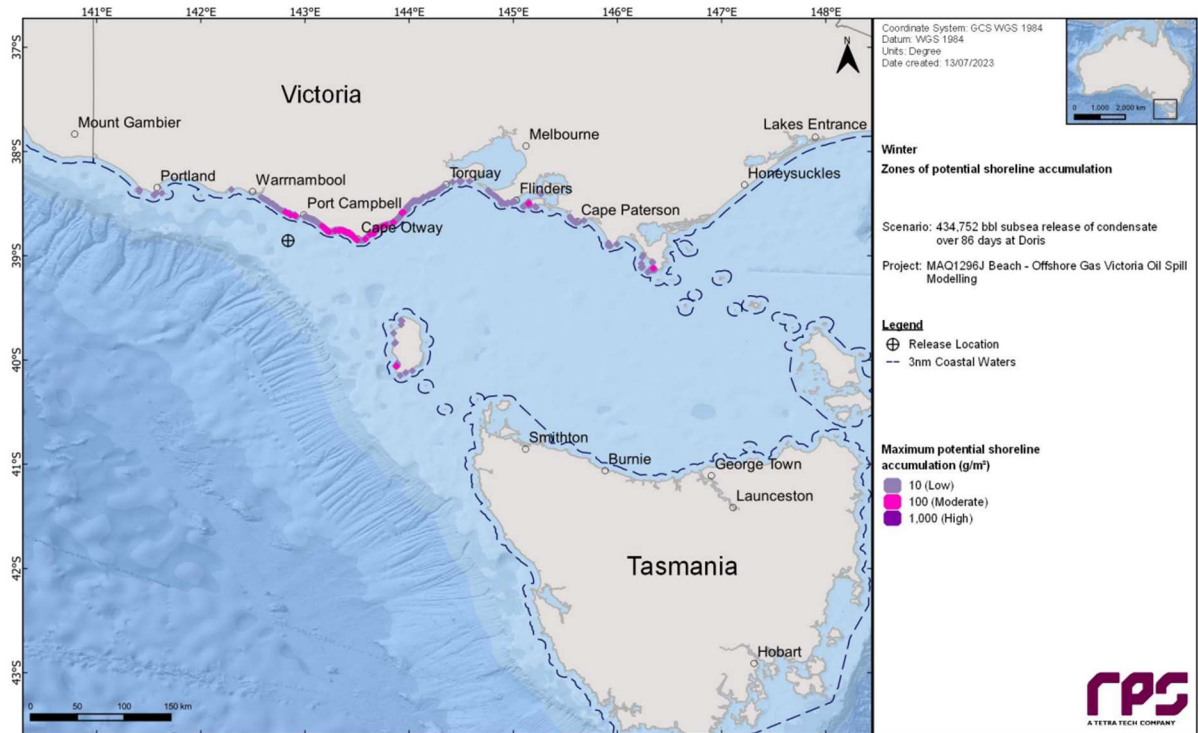 141°E 142°E 143°E 144°E 145°E 146°E 147°E 148°E
37°S
38°S
39°S
40°S
41°S
42°S
43°S
N
Victoria
Mount Gambier
Melbourne
Lakes Entrance
Portland
Warrnambool
Torquay
Honeysuckles
Port Campbell
Flinders
Cape Otway
Cape Paterson
Smithton
Burnie
George Town
Launceston
Tasmania
Hobart
0 50 100 150 km
Coordinate System: GCS WGS 1984
Datum: WGS 1984
Units: Degree
Date created: 13/07/2023
0 1,000 2,000 km
Winter
Zones of potential shoreline accumulation
Scenario: 434,752 bbl subsea release of condensate
over 86 days at Doris
Project: MAQ1296J Beach - Offshore Gas Victoria Oil Spill
Modelling
Legend
Release Location
3nm Coastal Waters
Maximum potential shoreline
accumulation (g/m²)
10 (Low)
100 (Moderate)
1,000 (High)
rps
A TETRA TECH COMPANY